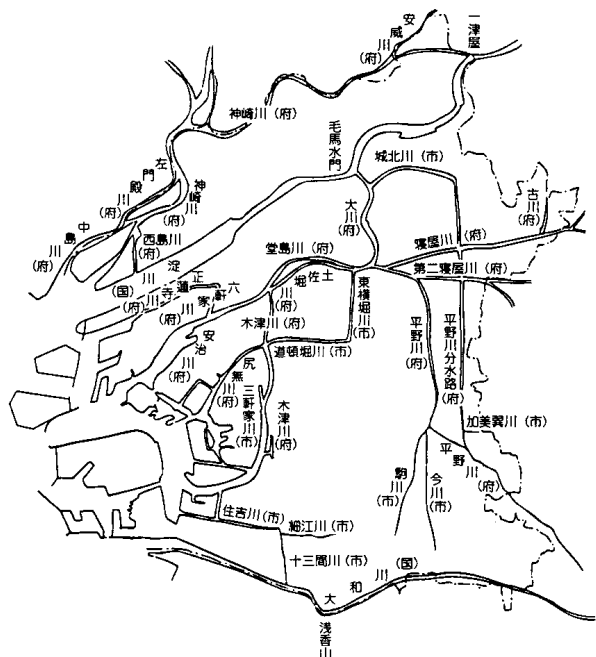 一津屋
安威川(府)
神崎川(府)
毛馬水門
城北川(市)
左門殿川(府)
神崎川(府)
古川(府)
大川(府)
中島川(府)
西島川(府)
寝屋川(府)
堂島川(府)
第二寝屋川(府)
淀川(国)
正蓮寺川(府)
六軒家川(府)
土佐堀川(府)
東横堀川(市)
木津川(府)
平野川(府)
平野川分水路(府)
安治川(府)
道頓堀川(市)
尻無川(府)
三軒家川(市)
木津川(府)
加美巽川(市)
平野川(府)
駒川(市)
今川(市)
住吉川(市)
細江川(市)
十三間川(市)
大和川(国)
浅香山